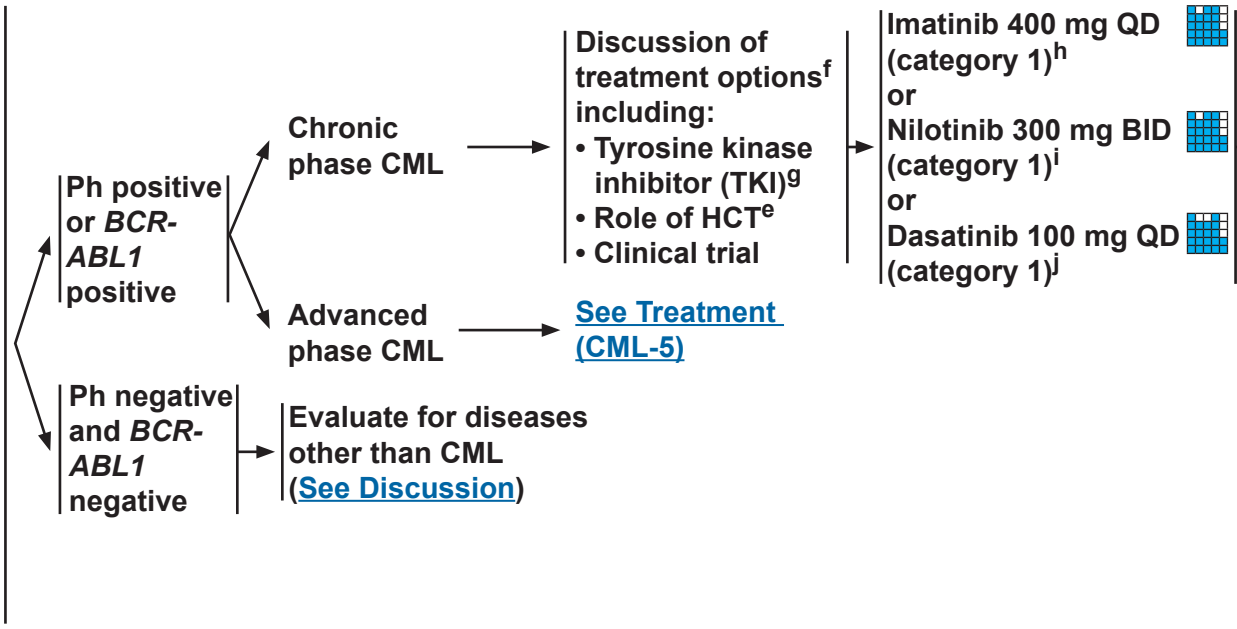 Ph positive
or BCR-
ABL1
positive
Chronic
phase CML
Discussion of
treatment optionsᶠ
including:
• Tyrosine kinase
inhibitor (TKI)ᵍ
• Role of HCTᵉ
• Clinical trial
Imatinib 400 mg QD
(category 1)ʰ
or
Nilotinib 300 mg BID
(category 1)ⁱ
or
Dasatinib 100 mg QD
(category 1)ʲ
Advanced
phase CML
See Treatment
(CML-5)
Ph negative
and BCR-
ABL1
negative
Evaluate for diseases
other than CML
(See Discussion)